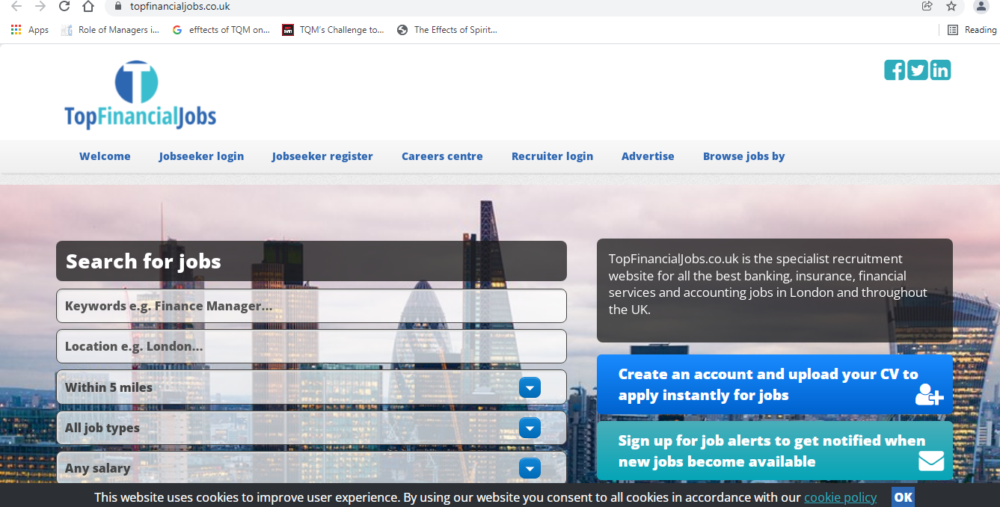 topfinancialjobs.co.uk
Apps
Role of Managers i...
efftects of TQM on...
TQM's Challenge to...
The Effects of Spirit...
Reading
TopFinancialJobs
Welcome
Jobseeker login
Jobseeker register
Careers centre
Recruiter login
Advertise
Browse jobs by
Search for jobs
Keywords e.g. Finance Manager...
Location e.g. London...
Within 5 miles
All job types
Any salary
TopFinancialJobs.co.uk is the specialist recruitment
website for all the best banking, insurance, financial
services and accounting jobs in London and throughout
the UK.
Create an account and upload your CV to
apply instantly for jobs
Sign up for job alerts to get notified when
new jobs become available
This website uses cookies to improve user experience. By using our website you consent to all cookies in accordance with our cookie policy OK